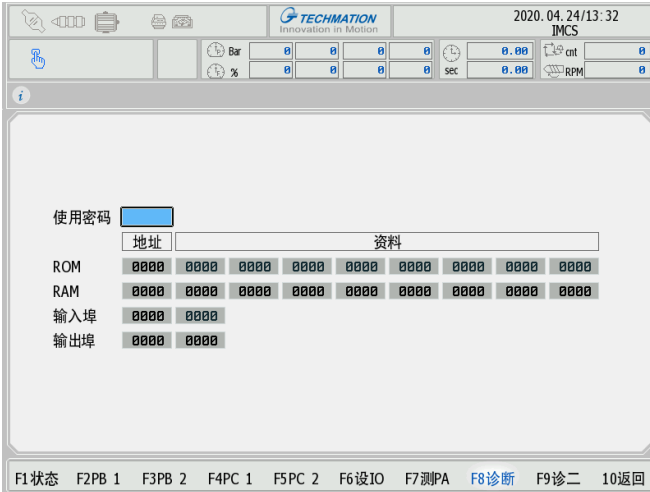 TECHMATION
Innovation in Motion
2020.04.24/13:32
IMCS
Bar 0 0 0 0.00 cnt 0
% 0 0 0 sec 0.00 RPM 0
i
使用密码
地址 资料
ROM 0000 0000 0000 0000 0000 0000 0000 0000 0000
RAM 0000 0000 0000 0000 0000 0000 0000 0000 0000
输入埠 0000 0000
输出埠 0000 0000
F1状态 F2PB 1 F3PB 2 F4PC 1 F5PC 2 F6设IO F7测PA F8诊断 F9诊二 10返回